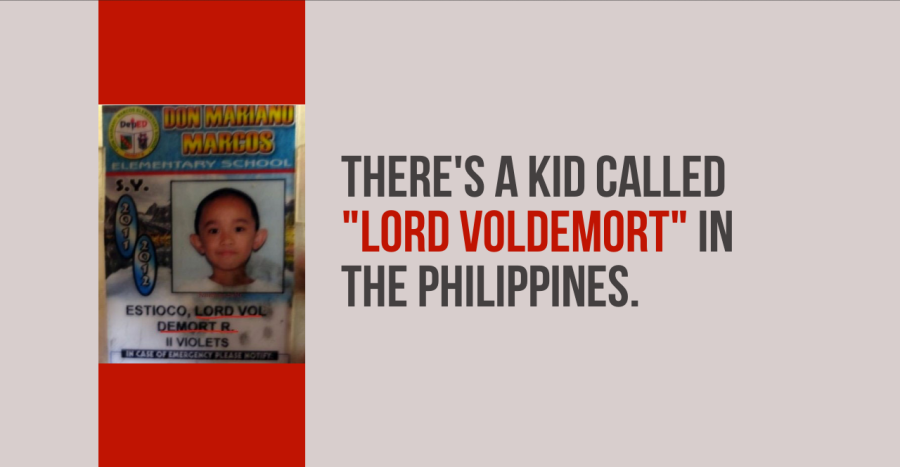 DepED
DON MARIANO
MARCOS
ELEMENTARY SCHOOL
S.Y.
2011
2012
ESTIOCO, LORD VOL
DEMORT R.
II VIOLETS
IN CASE OF EMERGENCY PLEASE NOTIFY
THERE'S A KID CALLED
"LORD VOLDEMORT" IN
THE PHILIPPINES.